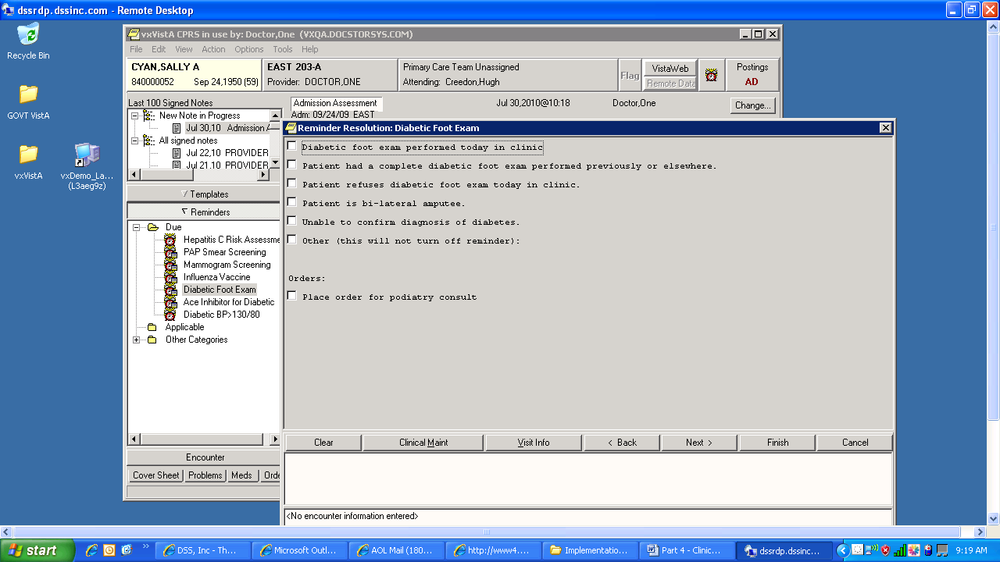 dssrdp.dssinc.com - Remote Desktop
Recycle Bin
GOVT VistA
vxVistA
vxDemo_La...
(L3aeg9z)
vxVistA CPRS in use by: Doctor,One (VXQA.DOCSTORSYS.COM)
File Edit View Action Options Tools Help
CYAN,SALLY A
840000052 Sep 24,1950 (59)
EAST 203-A
Provider: DOCTOR,ONE
Primary Care Team Unassigned
Attending: Creedon,Hugh
Flag
VistaWeb
Remote Data
Postings
AD
Last 100 Signed Notes
Admission Assessment Jul 30,2010@10:18 Doctor,One
Change...
Adm: 09/24/09 EAST
New Note in Progress
Jul 30,10 Admission A
All signed notes
Jul 22,10 PROVIDER
Jul 21,10 PROVIDER
Templates
Reminders
Due
Hepatitis C Risk Assessme
PAP Smear Screening
Mammogram Screening
Influenza Vaccine
Diabetic Foot Exam
Ace Inhibitor for Diabetic
Diabetic BP>130/80
Applicable
Other Categories
Encounter
Cover Sheet Problems Meds Orde
Reminder Resolution: Diabetic Foot Exam
Diabetic foot exam performed today in clinic
Patient had a complete diabetic foot exam performed previously or elsewhere.
Patient refuses diabetic foot exam today in clinic.
Patient is bi-lateral amputee.
Unable to confirm diagnosis of diabetes.
Other (this will not turn off reminder):
Orders:
Place order for podiatry consult
Clear Clinical Maint Visit Info < Back Next > Finish Cancel
<No encounter information entered>
start DSS, Inc - Th... Microsoft Outl... AOL Mail (180... http://www4.... Implementatio... Part 4 - Clinic... dssrdp.dssinc... 9:19 AM